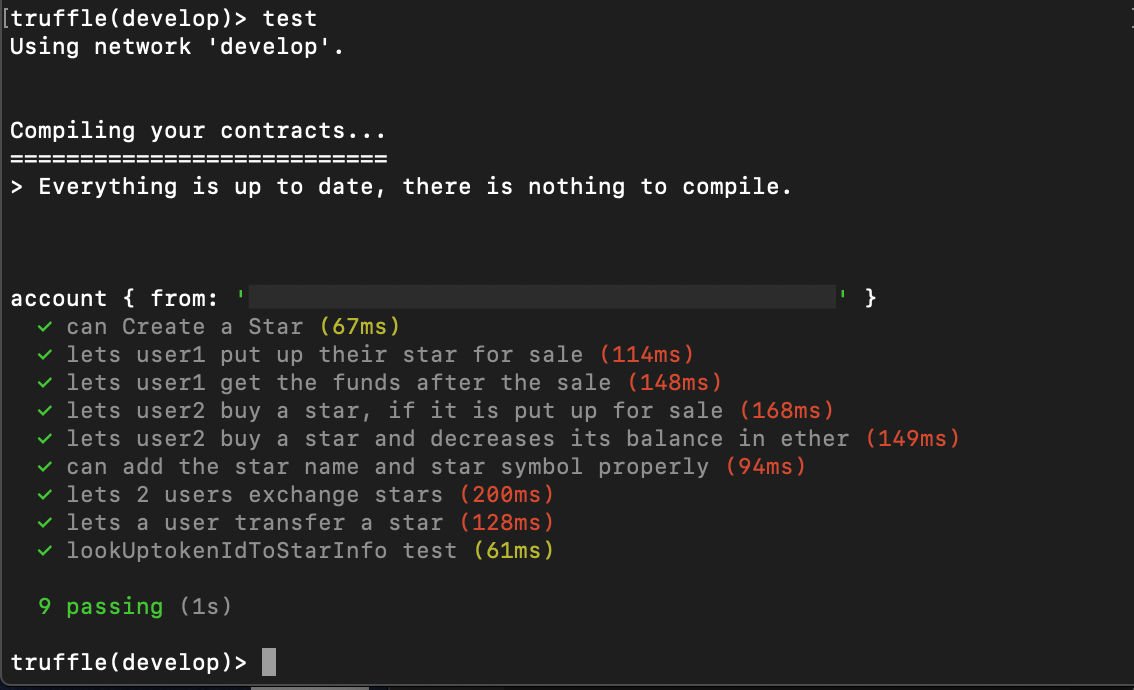 truffle(develop)> test
Using network 'develop'.
Compiling your contracts...
===========================
> Everything is up to date, there is nothing to compile.
account { from: '' }
✓ can Create a Star (67ms)
✓ lets user1 put up their star for sale (114ms)
✓ lets user1 get the funds after the sale (148ms)
✓ lets user2 buy a star, if it is put up for sale (168ms)
✓ lets user2 buy a star and decreases its balance in ether (149ms)
✓ can add the star name and star symbol properly (94ms)
✓ lets 2 users exchange stars (200ms)
✓ lets a user transfer a star (128ms)
✓ lookUptokenIdToStarInfo test (61ms)
9 passing (1s)
truffle(develop)>